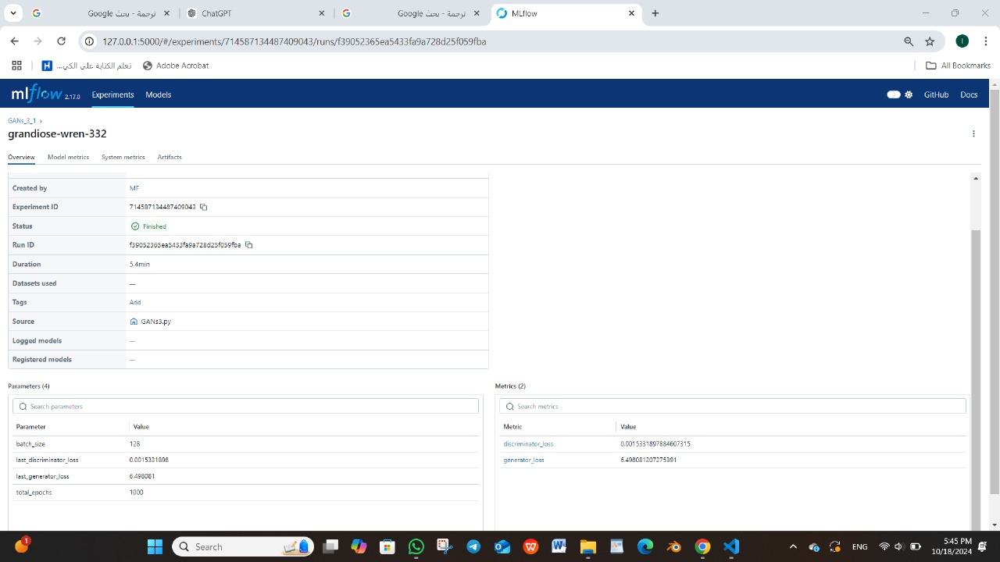 ترجمة - بحث Google
ChatGPT
ترجمة - بحث Google
MLflow
127.0.0.1:5000/#/experiments/714587134487409043/runs/f39052365ea5433fa9a728d25f059fba
I
H تعلم الكتابة على الكي...
Adobe Acrobat
All Bookmarks
mlflow 2.17.0
Experiments
Models
GitHub
Docs
GANs_3_1
grandiose-wren-332
Overview
Model metrics
System metrics
Artifacts
Created by MF
Experiment ID 714587134487409043
Status Finished
Run ID f39052365ea5433fa9a728d25f059fba
Duration 5.4min
Datasets used —
Tags Add
Source GANs3.py
Logged models —
Registered models —
Parameters (4)
Search parameters
Parameter Value
batch_size 128
last_discriminator_loss 0.0015331898
last_generator_loss 6.498081
total_epochs 1000
Metrics (2)
Search metrics
Metric Value
discriminator_loss 0.0015331897884607315
generator_loss 6.498081207275391
1
Search
ENG
5:45 PM
10/18/2024